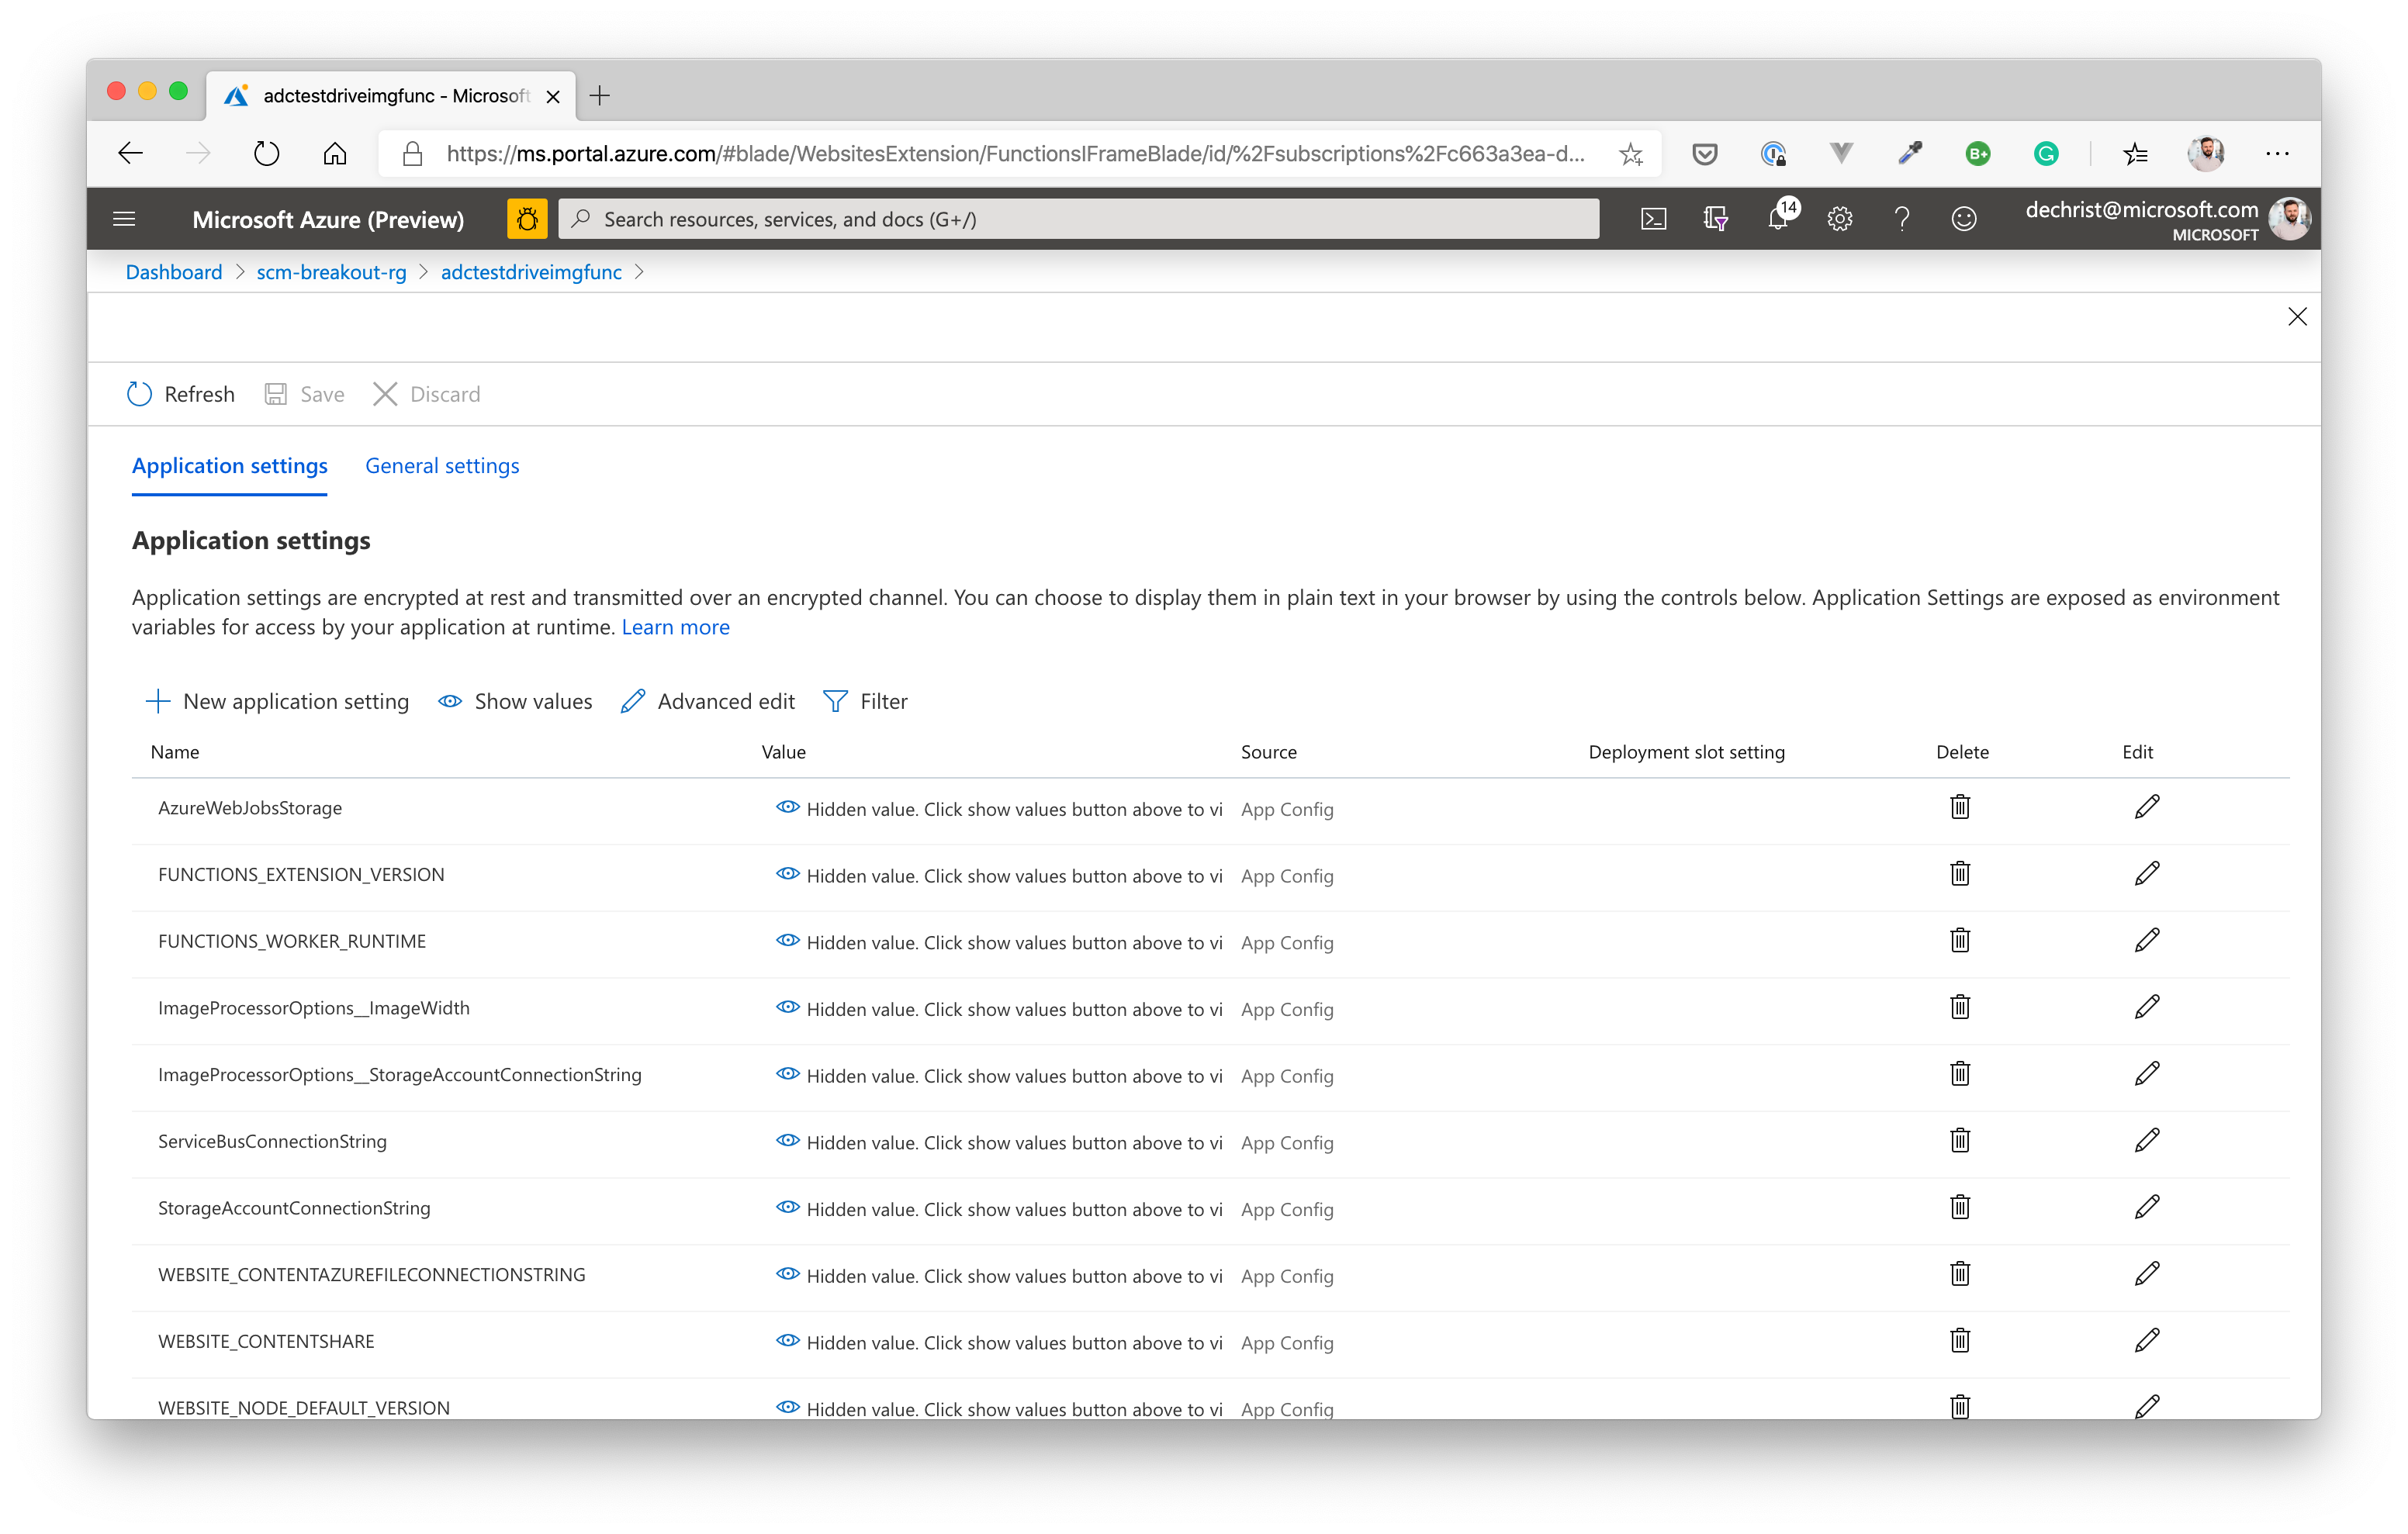 adctestdriveimgfunc - Microsoft
https://ms.portal.azure.com/#blade/WebsitesExtension/FunctionsIFrameBlade/id/%2Fsubscriptions%2Fc663a3ea-d...
B+
G
Microsoft Azure (Preview)
Search resources, services, and docs (G+/)
14
dechrist@microsoft.com
MICROSOFT
Dashboard > scm-breakout-rg > adctestdriveimgfunc >
Refresh Save Discard
Application settings General settings
Application settings
Application settings are encrypted at rest and transmitted over an encrypted channel. You can choose to display them in plain text in your browser by using the controls below. Application Settings are exposed as environment
variables for access by your application at runtime. Learn more
New application setting Show values Advanced edit Filter
Name Value Source Deployment slot setting Delete Edit
AzureWebJobsStorage Hidden value. Click show values button above to vi App Config
FUNCTIONS_EXTENSION_VERSION Hidden value. Click show values button above to vi App Config
FUNCTIONS_WORKER_RUNTIME Hidden value. Click show values button above to vi App Config
ImageProcessorOptions__ImageWidth Hidden value. Click show values button above to vi App Config
ImageProcessorOptions__StorageAccountConnectionString Hidden value. Click show values button above to vi App Config
ServiceBusConnectionString Hidden value. Click show values button above to vi App Config
StorageAccountConnectionString Hidden value. Click show values button above to vi App Config
WEBSITE_CONTENTAZUREFILECONNECTIONSTRING Hidden value. Click show values button above to vi App Config
WEBSITE_CONTENTSHARE Hidden value. Click show values button above to vi App Config
WEBSITE_NODE_DEFAULT_VERSION Hidden value. Click show values button above to vi App Config